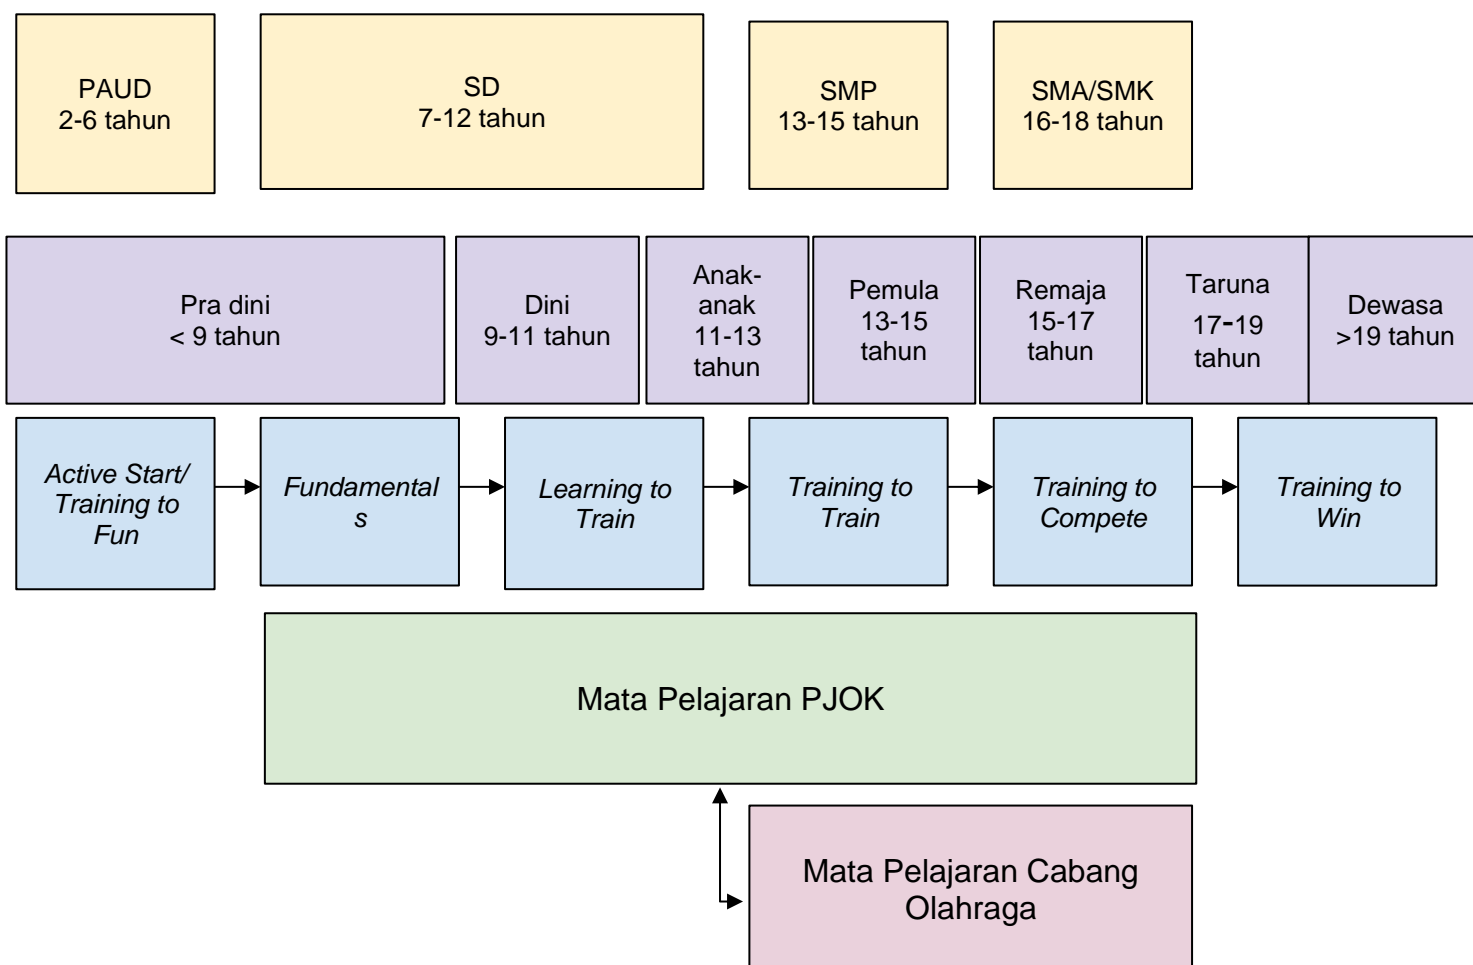 PAUD
2-6 tahun
SD
7-12 tahun
SMP
13-15 tahun
SMA/SMK
16-18 tahun
Pra dini
< 9 tahun
Dini
9-11 tahun
Anak-
anak
11-13
tahun
Pemula
13-15
tahun
Remaja
15-17
tahun
Taruna
17-19
tahun
Dewasa
>19 tahun
Active Start/
Training to
Fun
Fundamental
s
Learning to
Train
Training to
Train
Training to
Compete
Training to
Win
Mata Pelajaran PJOK
Mata Pelajaran Cabang
Olahraga